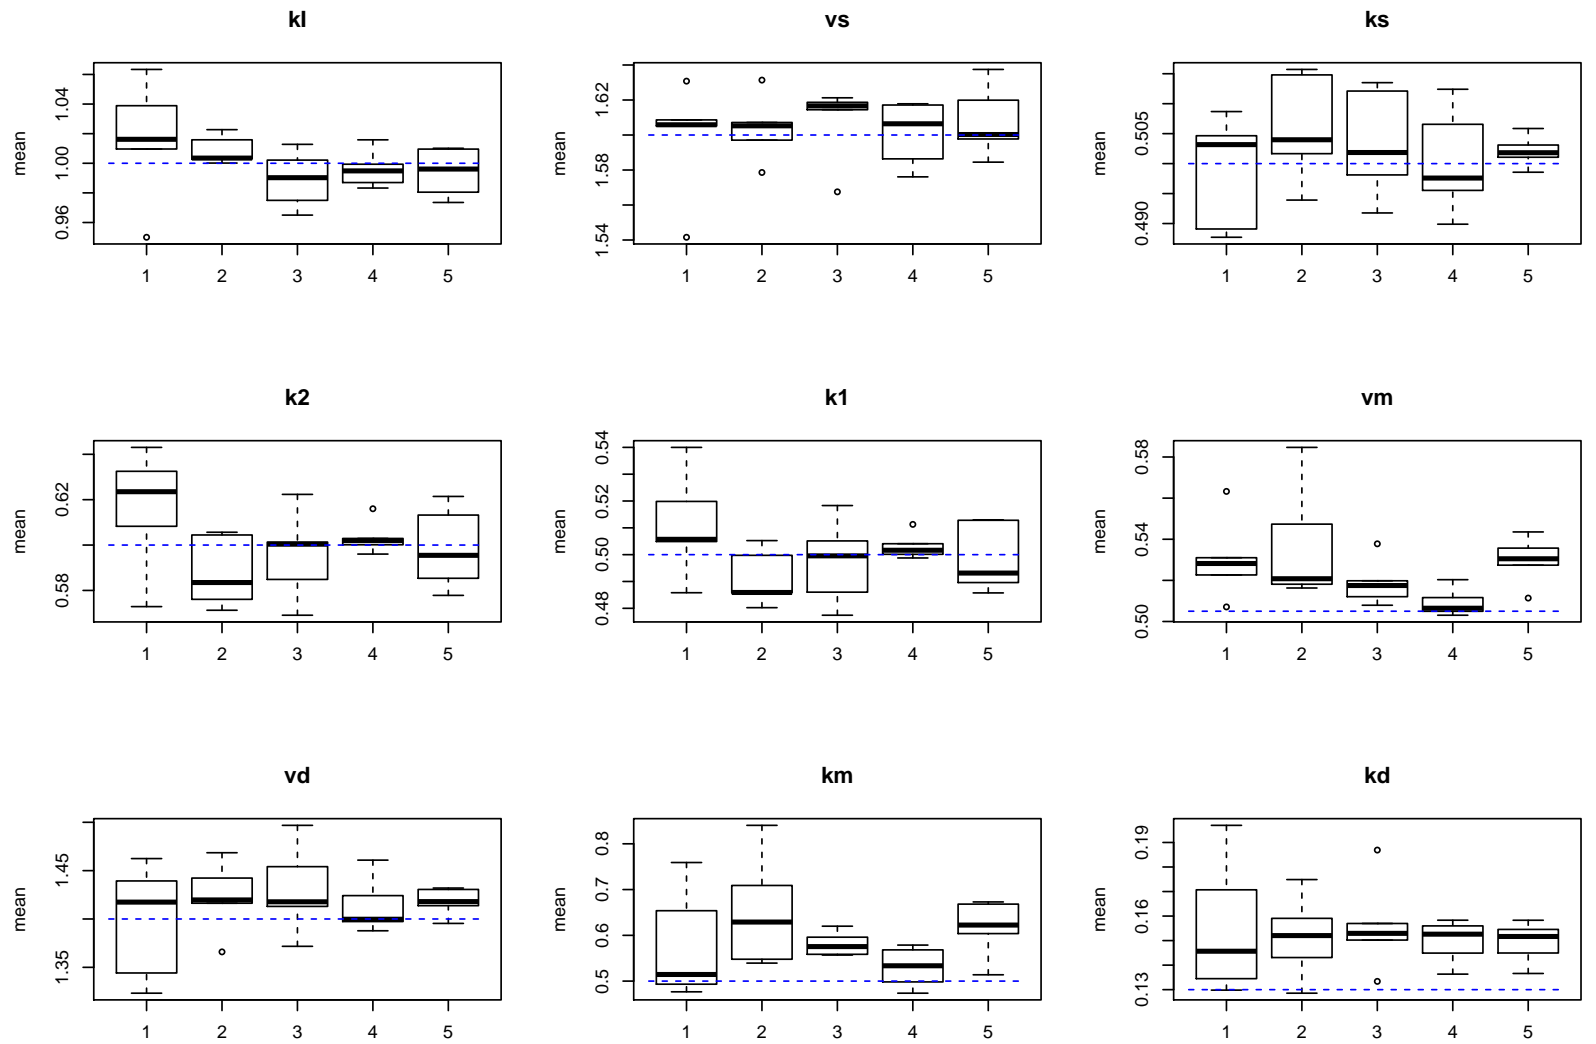 kl
mean
0.96 1.00 1.04
1 2 3 4 5
vs
mean
1.54 1.58 1.62
1 2 3 4 5
ks
mean
0.490 0.505
1 2 3 4 5
k2
mean
0.58 0.62
1 2 3 4 5
k1
mean
0.48 0.50 0.52 0.54
1 2 3 4 5
vm
mean
0.50 0.54 0.58
1 2 3 4 5
vd
mean
1.35 1.45
1 2 3 4 5
km
mean
0.5 0.6 0.7 0.8
1 2 3 4 5
kd
mean
0.13 0.16 0.19
1 2 3 4 5